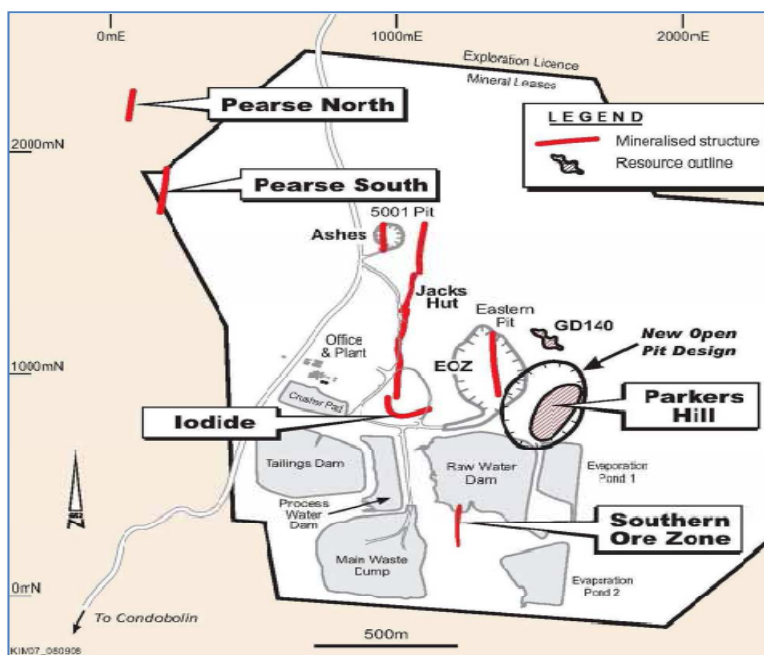 0mE
1000mE
2000mE
Exploration Licence
Mineral Leases
LEGEND
Mineralised structure
Resource outline
Pearse North
2000mN
Pearse South
5001 Pit
Ashes
Jacks Hut
Eastern
Pit
GD140
New Open
Pit Design
Office
& Plant
EOZ
1000mN
Crusher Pad
Parkers
Hill
Iodide
Tailings Dam
Raw Water
Dam
Evaporation
Pond 1
Process
Water
Dam
Southern
Ore Zone
Main Waste
Dump
Evaporation
Pond 2
0mN
To Condobolin
500m
KIM07_080908